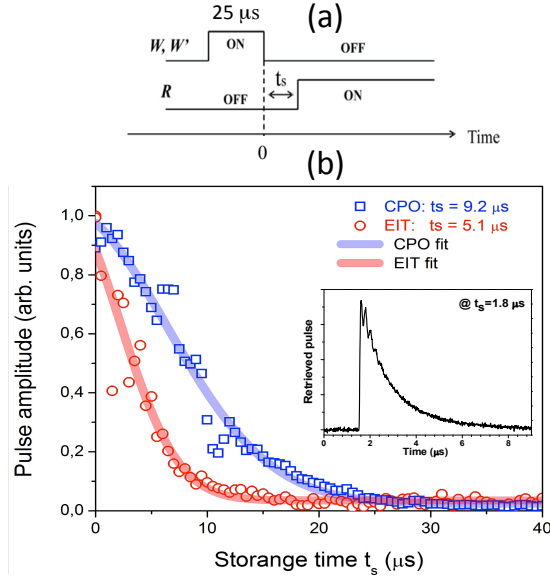 (a)
25 μs
W, W' ON OFF
tₛ
R OFF ON
Time
0
(b)
CPO: ts = 9.2 μs
EIT: ts = 5.1 μs
CPO fit
EIT fit
@ tₛ=1.8 μs
Retrieved pulse
0 2 4 6 8
Time (μs)
Pulse amplitude (arb. units)
1,0
0,8
0,6
0,4
0,2
0,0
0 10 20 30 40
Storange time tₛ (μs)